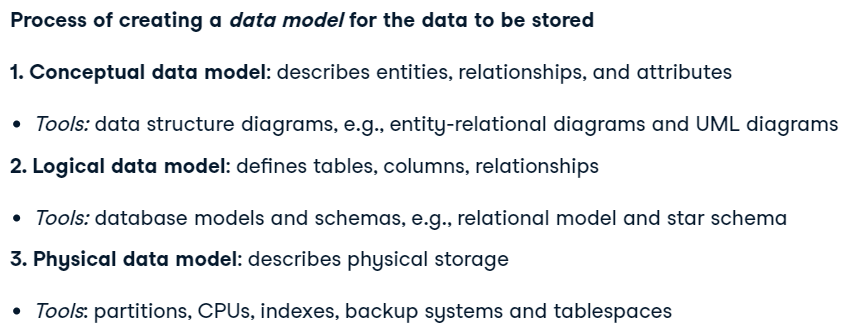 Process of creating a data model for the data to be stored
1. Conceptual data model: describes entities, relationships, and attributes
• Tools: data structure diagrams, e.g., entity-relational diagrams and UML diagrams
2. Logical data model: defines tables, columns, relationships
• Tools: database models and schemas, e.g., relational model and star schema
3. Physical data model: describes physical storage
• Tools: partitions, CPUs, indexes, backup systems and tablespaces